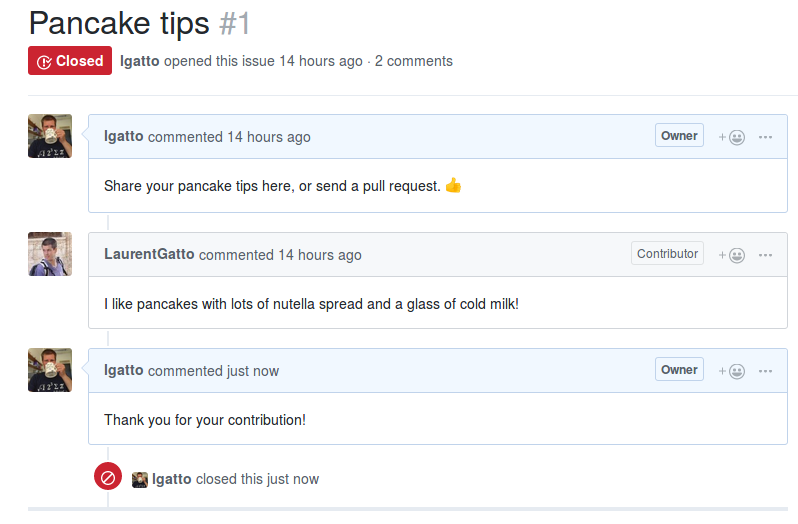 Pancake tips #1
Closed lgatto opened this issue 14 hours ago · 2 comments
lgatto commented 14 hours ago Owner
Share your pancake tips here, or send a pull request. 👍
LaurentGatto commented 14 hours ago Contributor
I like pancakes with lots of nutella spread and a glass of cold milk!
lgatto commented just now Owner
Thank you for your contribution!
lgatto closed this just now